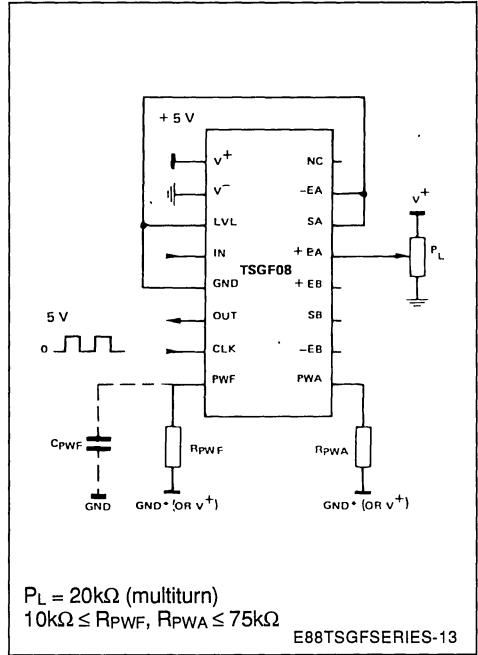 + 5 V
V+ NC
V− −EA
LVL SA
V+
IN + EA
PL
TSGF08
GND + EB
OUT SB
5 V
0
CLK −EB
PWF PWA
CPWF
RPWF
RPWA
GND
GND* (OR V+)
GND* (OR V+)
PL = 20kΩ (multiturn)
10kΩ ≤ RPWF, RPWA ≤ 75kΩ
E88TSGFSERIES-13